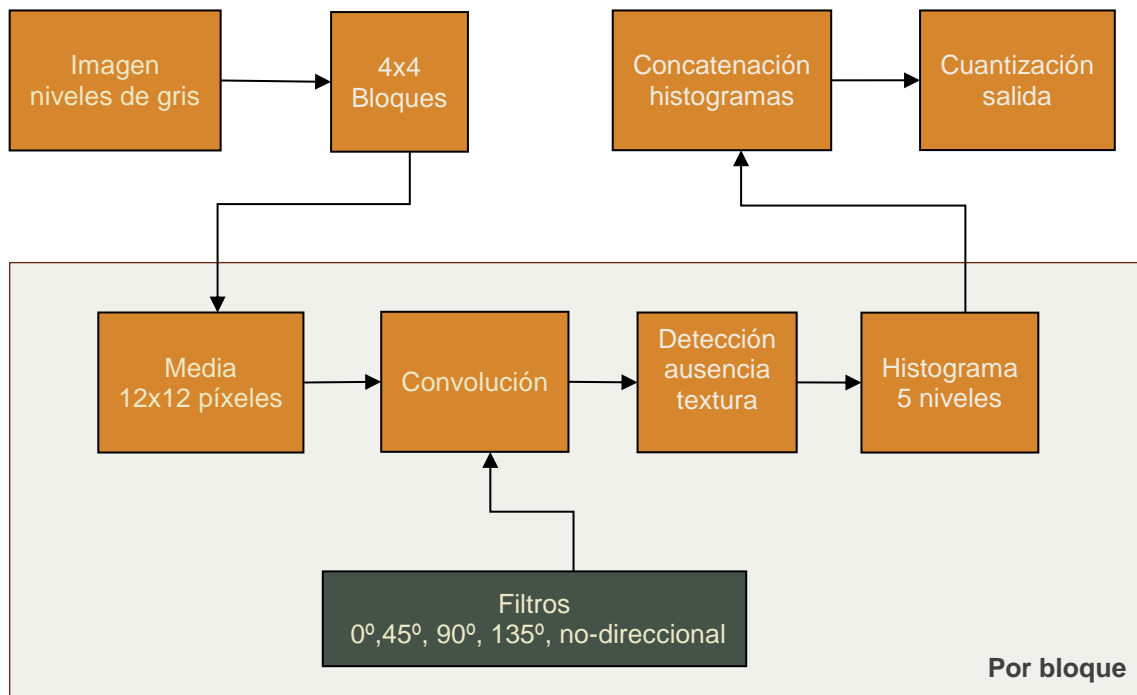 Imagen
niveles de gris
4x4
Bloques
Concatenación
histogramas
Cuantización
salida
Media
12x12 píxeles
Convolución
Detección
ausencia
textura
Histograma
5 niveles
Filtros
0º,45º, 90º, 135º, no-direccional
Por bloque